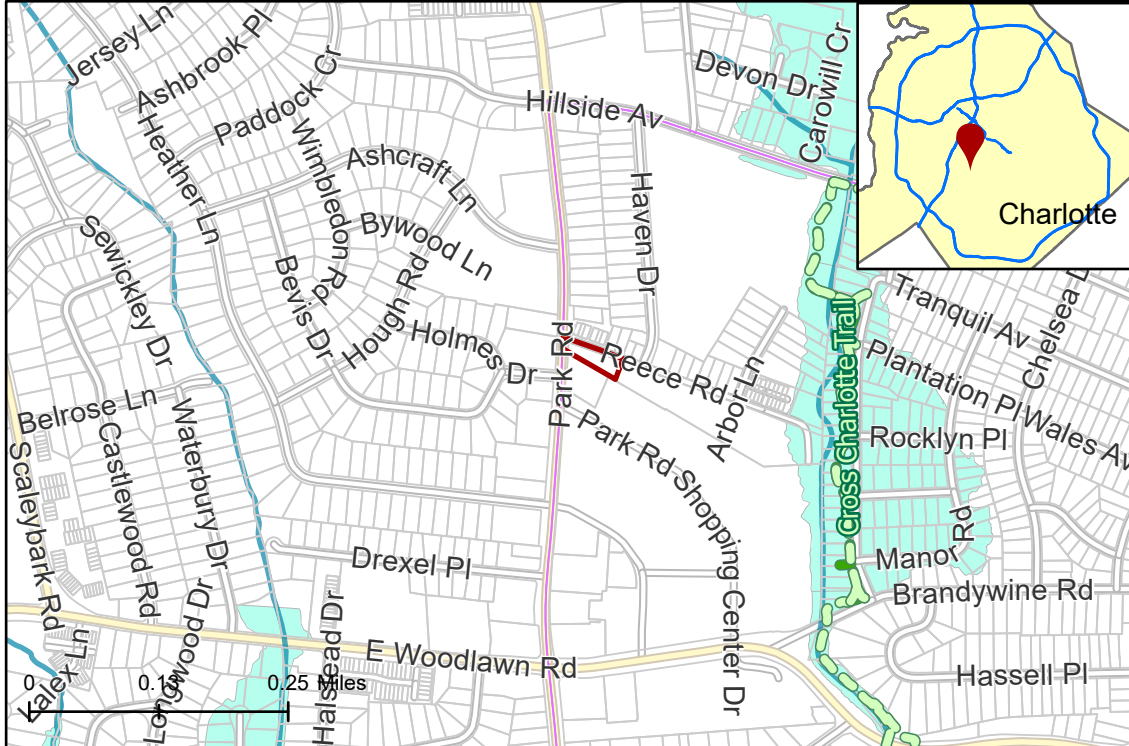 Jersey Ln
Ashbrook Pl
Paddock Cr
Heather Ln
Wimbledon Rd
Ashcraft Ln
Bywood Ln
Hillside Av
Devon Dr
Carowill Cr
Charlotte
Haven Dr
Sewickley Dr
Bevis Dr
Hough Rd
Holmes Dr
Park Rd
Reece Rd
Arbor Ln
Cross Charlotte Trail
Tranquil Av
Chelsea D
Plantation Pl
Wales Av
Rocklyn Pl
Belrose Ln
Castlewood Rd
Waterbury Dr
Scaleybark Rd
Park Rd Shopping Center Dr
Drexel Pl
Manor Rd
Brandywine Rd
Hassell Pl
E Woodlawn Rd
Halstead Dr
Longwood Dr
Yalex Ln
0
0.25 Miles